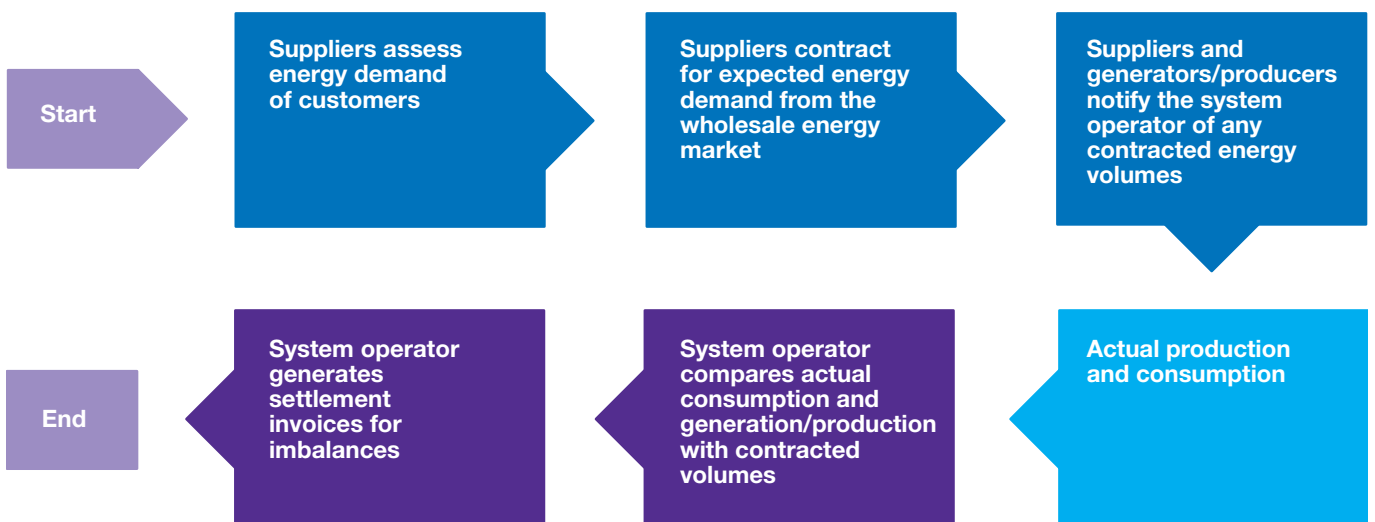 Start
Suppliers assess
energy demand
of customers
Suppliers contract
for expected energy
demand from the
wholesale energy
market
Suppliers and
generators/producers
notify the system
operator of any
contracted energy
volumes
Actual production
and consumption
System operator
compares actual
consumption and
generation/production
with contracted
volumes
System operator
generates
settlement
invoices for
imbalances
End